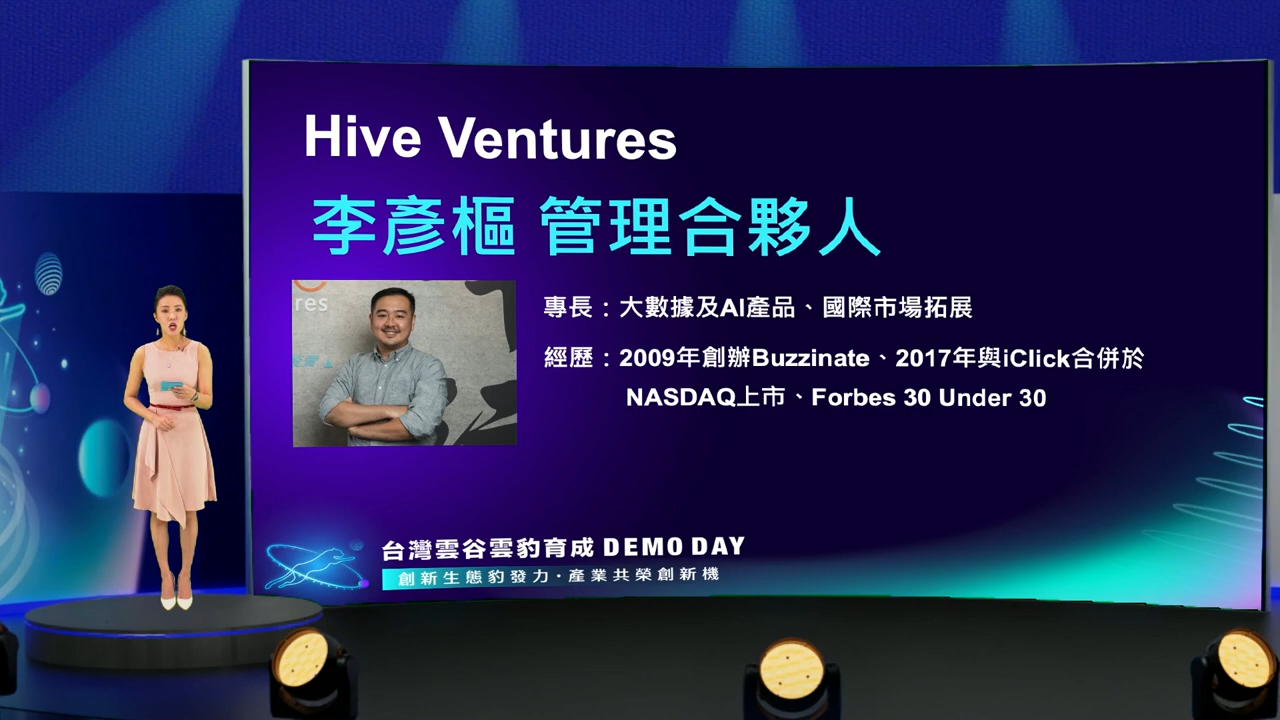 Hive Ventures
李彥樞 管理合夥人
res
專長：大數據及AI產品、國際市場拓展
經歷：2009年創辦Buzzinate、2017年與iClick合併於
NASDAQ上市、Forbes 30 Under 30
台灣雲谷雲豹育成 DEMO DAY
創新生態豹發力·產業共榮創新機